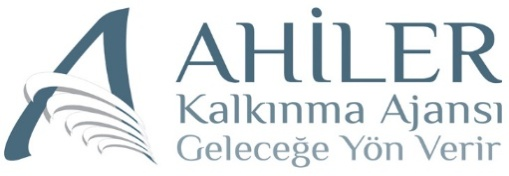 AHİLER
Kalkınma Ajansı
Geleceğe Yön Verir